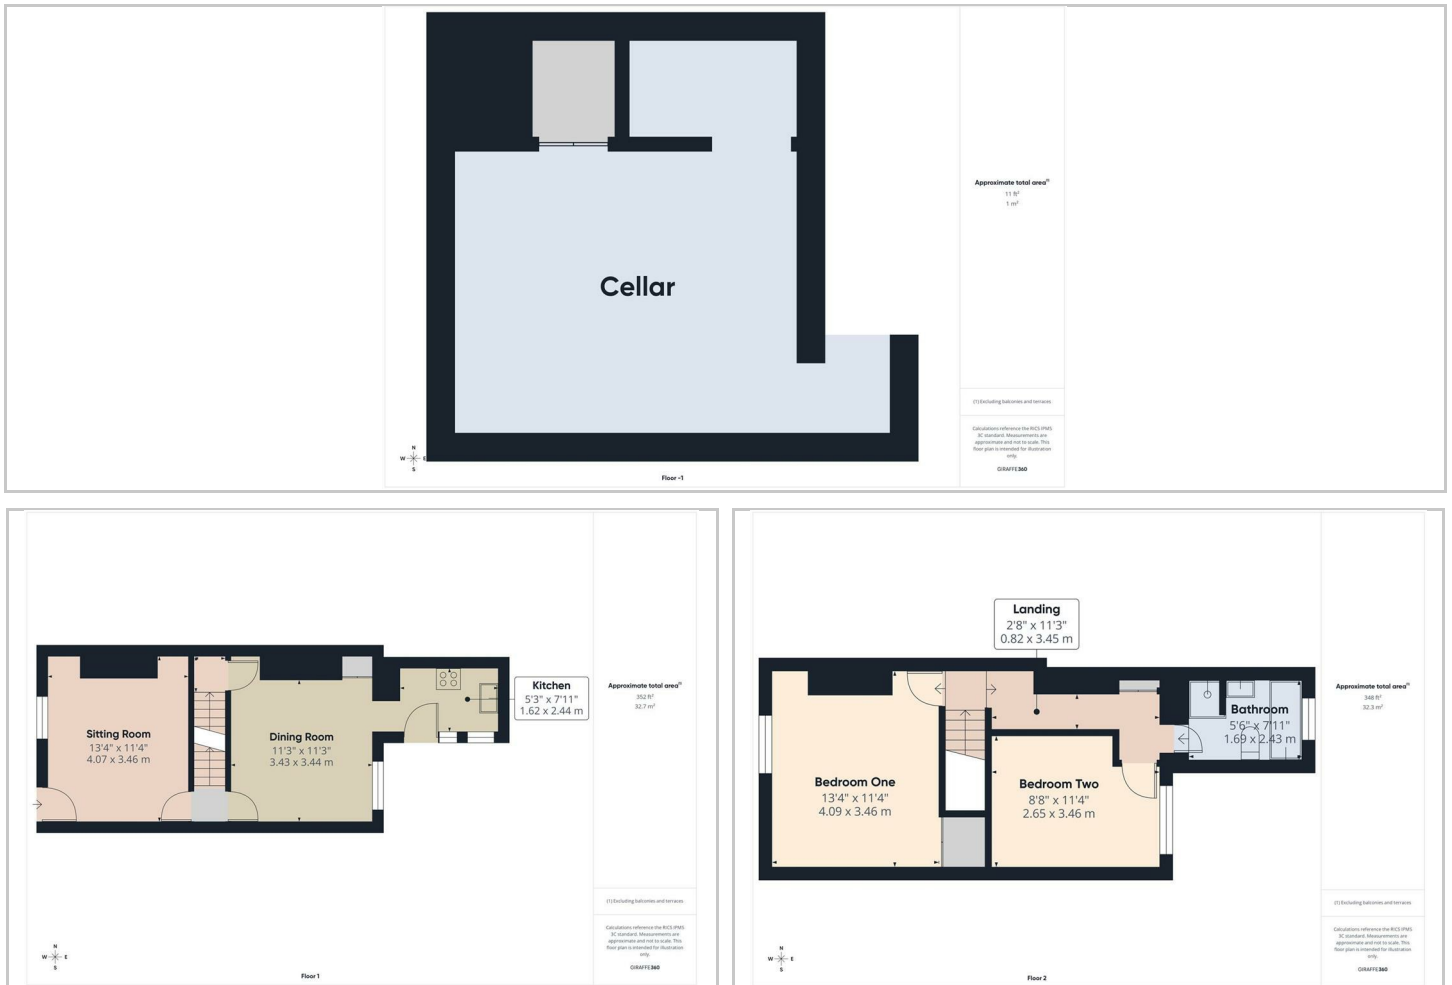 Cellar
Approximate total area⁽¹⁾
11 ft²
1 m²
(1) Excluding balconies and terraces
Calculations reference the RICS IPMS
3C standard. Measurements are
approximate and not to scale. This
floor plan is intended for illustration
only.
GIRAFFE360
N
W E
S
Floor -1
Sitting Room
13'4" x 11'4"
4.07 x 3.46 m
Dining Room
11'3" x 11'3"
3.43 x 3.44 m
Kitchen
5'3" x 7'11"
1.62 x 2.44 m
Approximate total area⁽¹⁾
352 ft²
32.7 m²
(1) Excluding balconies and terraces
Calculations reference the RICS IPMS
3C standard. Measurements are
approximate and not to scale. This
floor plan is intended for illustration
only.
GIRAFFE360
N
W E
S
Floor 1
Landing
2'8" x 11'3"
0.82 x 3.45 m
Bathroom
5'6" x 7'11"
1.69 x 2.43 m
Bedroom One
13'4" x 11'4"
4.09 x 3.46 m
Bedroom Two
8'8" x 11'4"
2.65 x 3.46 m
Approximate total area⁽¹⁾
348 ft²
32.3 m²
(1) Excluding balconies and terraces
Calculations reference the RICS IPMS
3C standard. Measurements are
approximate and not to scale. This
floor plan is intended for illustration
only.
GIRAFFE360
N
W E
S
Floor 2